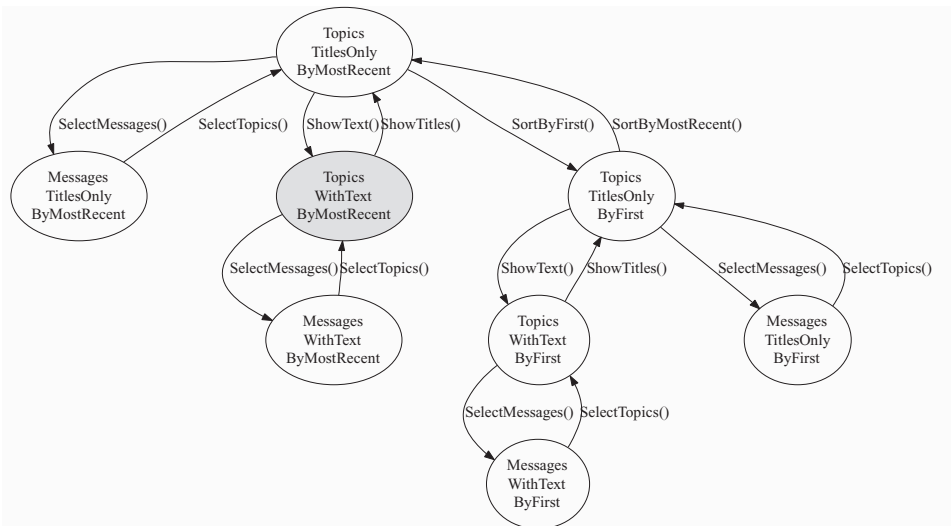 Topics
TitlesOnly
ByMostRecent
SelectMessages()
SelectTopics()
ShowText()
ShowTitles()
SortByFirst()
SortByMostRecent()
Messages
TitlesOnly
ByMostRecent
Topics
WithText
ByMostRecent
Topics
TitlesOnly
ByFirst
SelectMessages()
SelectTopics()
ShowText()
ShowTitles()
SelectMessages()
SelectTopics()
Messages
WithText
ByMostRecent
Topics
WithText
ByFirst
Messages
TitlesOnly
ByFirst
SelectMessages()
SelectTopics()
Messages
WithText
ByFirst